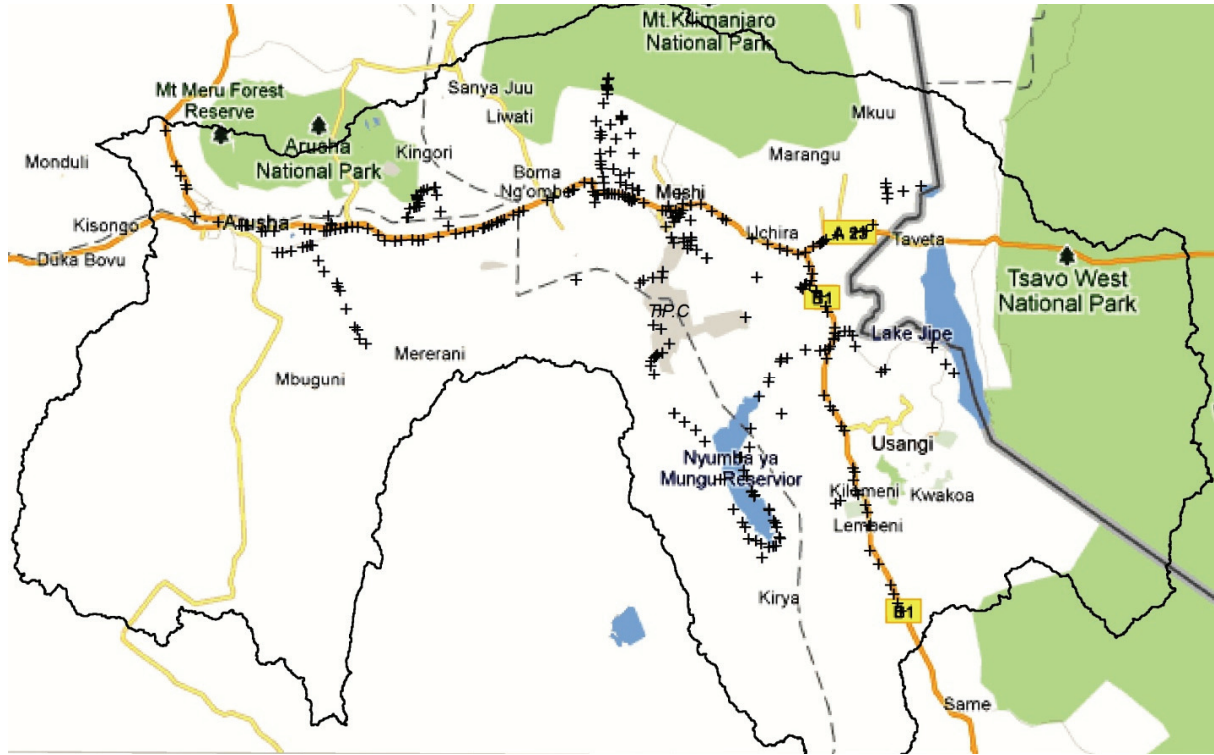 Mt.Kilimanjaro
National Park
Mt Meru Forest
Reserve
Sanya Juu
Liwati
Mkuu
Monduli
Arusha
National Park
Kingori
Marangu
Boma
Ng'ombe
Moshi
Kisongo
Arusha
Uchira
A 23
Taveta
Duka Bovu
Tsavo West
National Park
B1
T.P.C
Lake Jipe
Mererani
Mbuguni
Usangi
Nyumba ya
Mungu Reservior
Kilomeni
Kwakoa
Lembeni
Kirya
B1
Same